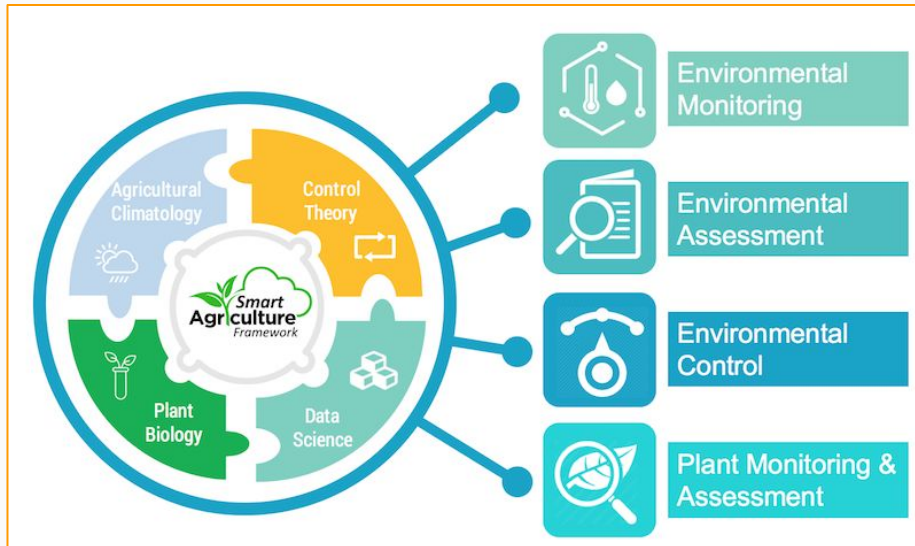 Agricultural
Climatology
Control
Theory
Smart
Agriculture
Framework
Plant
Biology
Data
Science
Environmental
Monitoring
Environmental
Assessment
Environmental
Control
Plant Monitoring &
Assessment